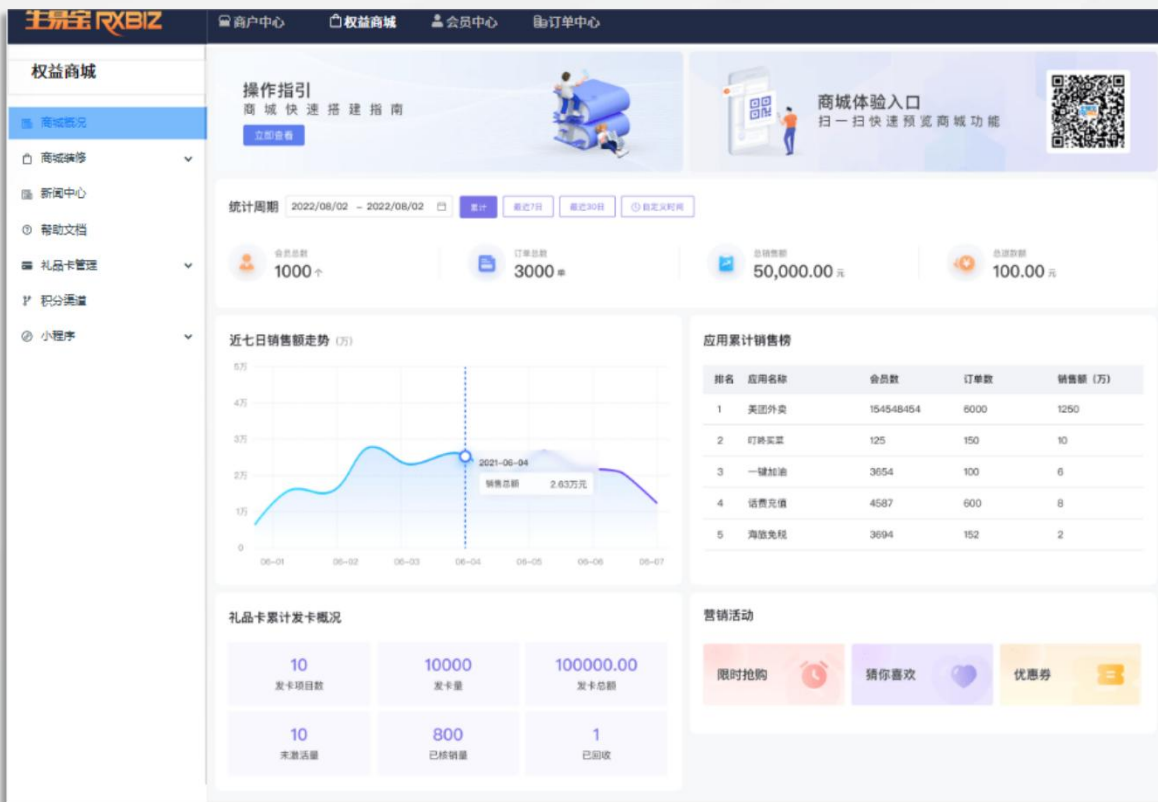 生易宝 RXBIZ
商户中心 权益商城 会员中心 订单中心
权益商城
商城概况
商城装修
新闻中心
帮助文档
礼品卡管理
积分渠道
小程序
操作指引
商城快速搭建指南
立即查看
商城体验入口
扫一扫快速预览商城功能
统计周期 2022/08/02 - 2022/08/02 累计 最近7日 最近30日 自定义时间
会员总数
1000 个
订单总额
3000 单
总销售额
50,000.00 元
总退款额
100.00 元
近七日销售额走势 (万)
5万
4万
3万
2万
1万
0
2021-06-04
销售总额 2.63万元
06-01 06-02 06-03 06-04 06-05 06-06 06-07
应用累计销售榜
排名 应用名称 会员数 订单数 销售额 (万)
1 美团外卖 154548454 6000 1250
2 叮咚买菜 125 150 10
3 一键加油 3654 100 6
4 话费充值 4587 600 8
5 海旅免税 3694 152 2
礼品卡累计发卡概况
10 10000 100000.00
发卡项目数 发卡量 发卡总额
10 800 1
未激活量 已核销量 已回收
营销活动
限时抢购 猜你喜欢 优惠券